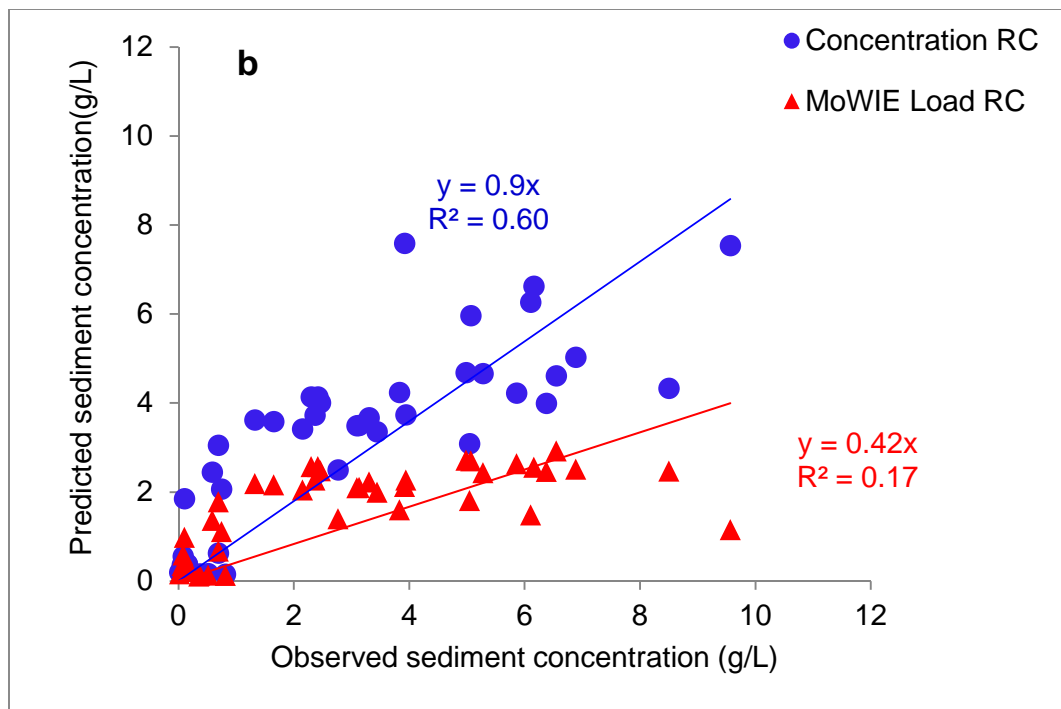 b
Concentration RC
MoWIE Load RC
Predicted sediment concentration(g/L)
12
10
8
6
4
2
0
y = 0.9x
R² = 0.60
y = 0.42x
R² = 0.17
0 2 4 6 8 10 12
Observed sediment concentration (g/L)